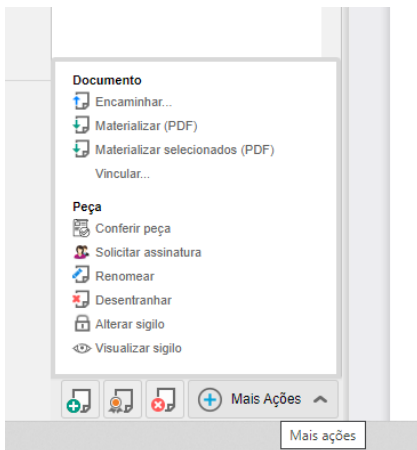 Documento
Encaminhar...
Materializar (PDF)
Materializar selecionados (PDF)
Vincular...
Peça
Conferir peça
Solicitar assinatura
Renomear
Desentranhar
Alterar sigilo
Visualizar sigilo
Mais Ações
Mais ações